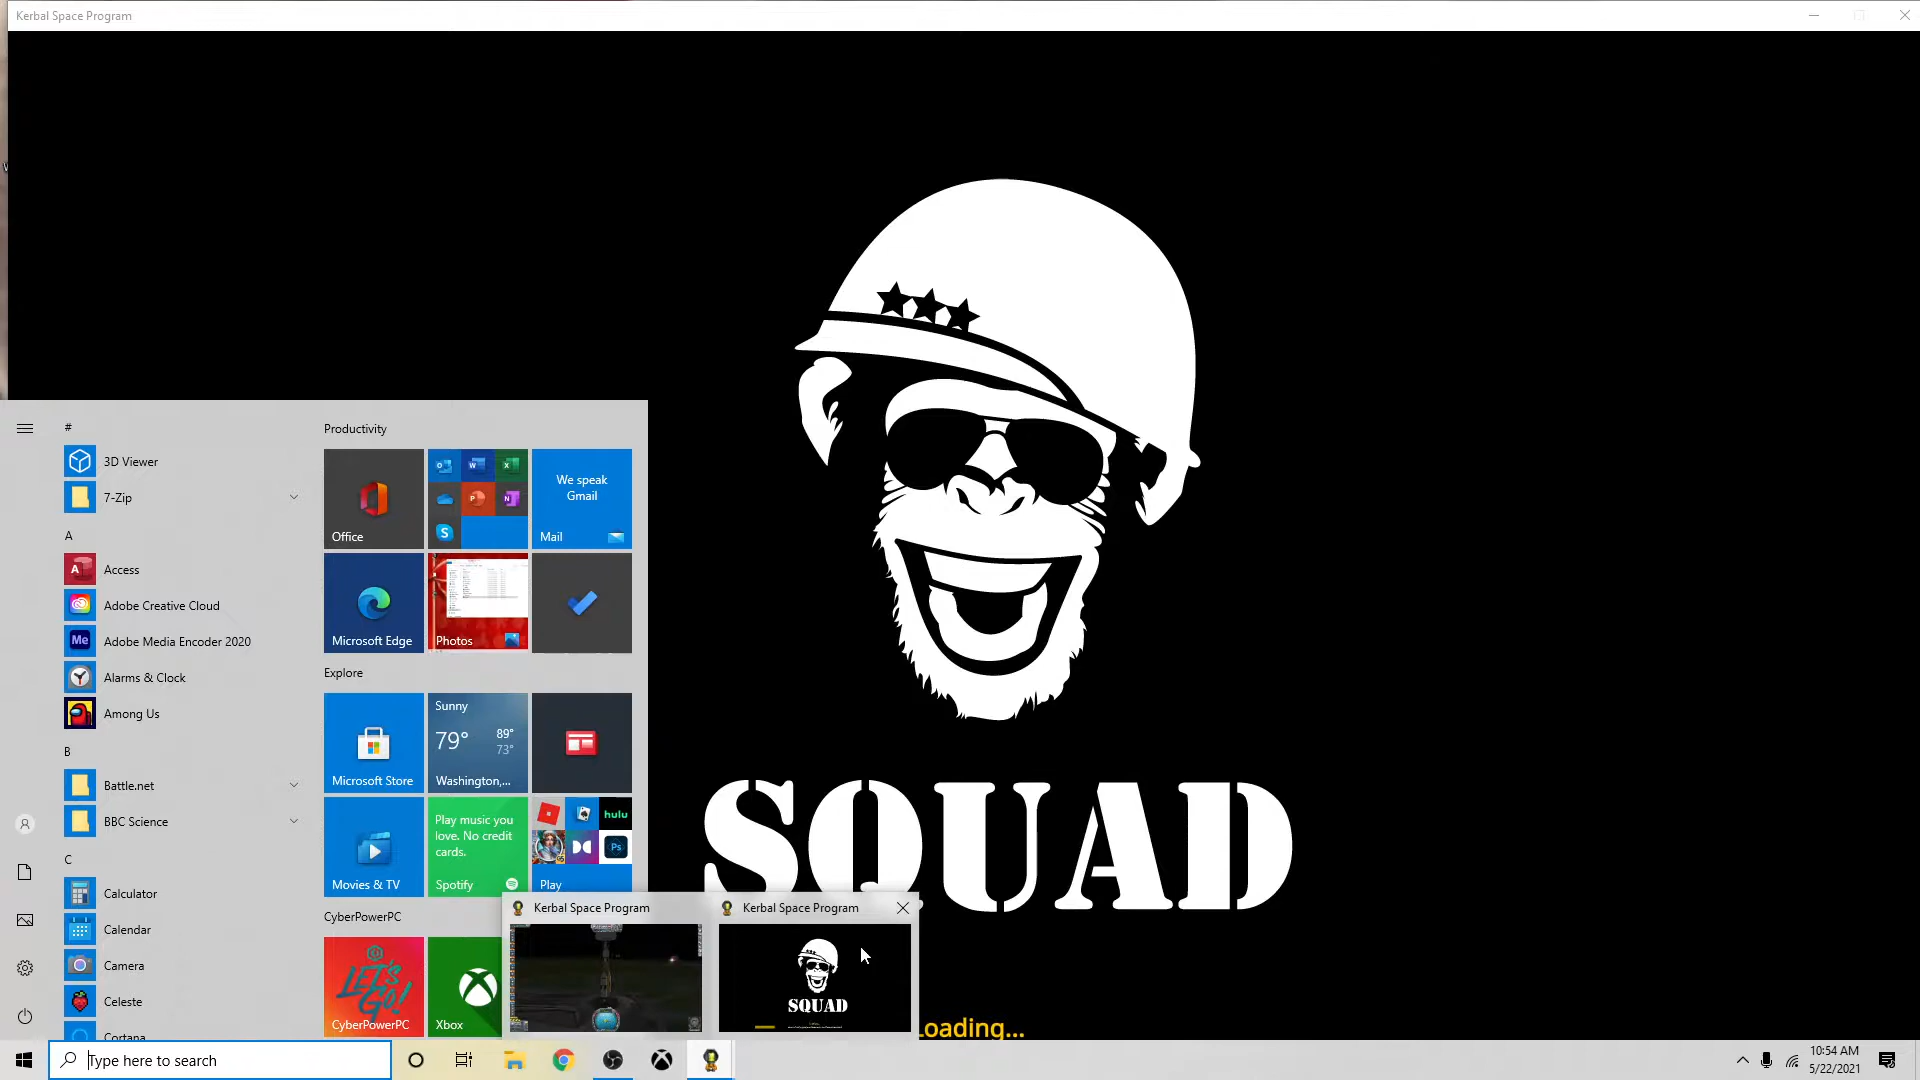 Kerbal Space Program
SQUAD
Loading...
#
3D Viewer
7-Zip
A
Access
Adobe Creative Cloud
Adobe Media Encoder 2020
Alarms & Clock
Among Us
B
Battle.net
BBC Science
C
Calculator
Calendar
Camera
Celeste
Cortana
Productivity
Office
We speak
Gmail
Mail
Microsoft Edge
Photos
Explore
Microsoft Store
Sunny
79°
89°
73°
Washington,...
Movies & TV
Play music you
love. No credit
cards.
Spotify
hulu
Ps
Play
CyberPowerPC
LET'S
GO!
CyberPowerPC
Xbox
Kerbal Space Program
Kerbal Space Program
SQUAD
Type here to search
10:54 AM
5/22/2021